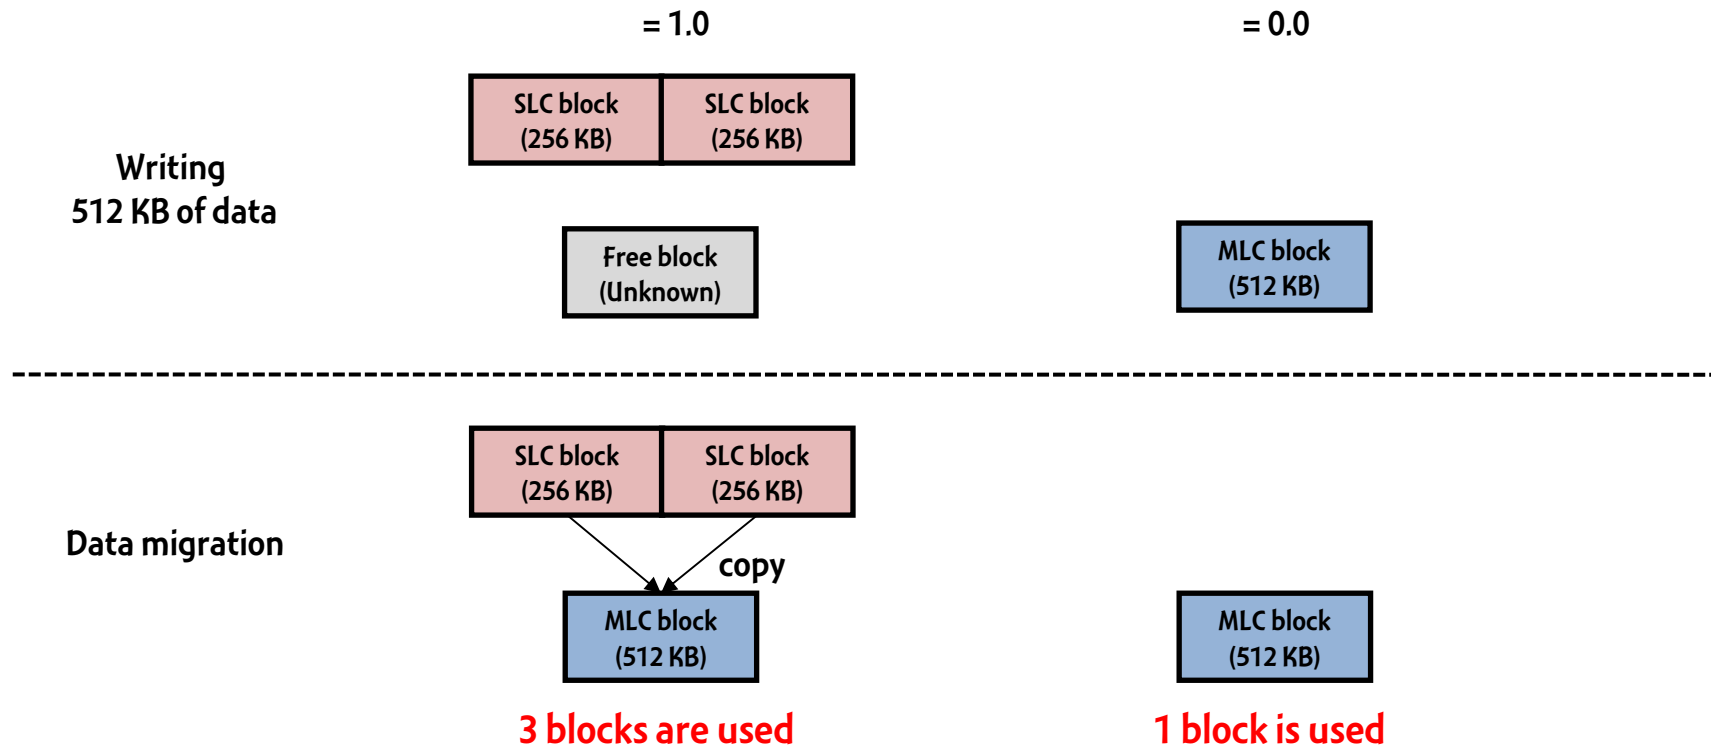 = 1.0
= 0.0
SLC block
(256 KB)
SLC block
(256 KB)
Writing
512 KB of data
Free block
(Unknown)
MLC block
(512 KB)
SLC block
(256 KB)
SLC block
(256 KB)
Data migration
copy
MLC block
(512 KB)
MLC block
(512 KB)
3 blocks are used
1 block is used